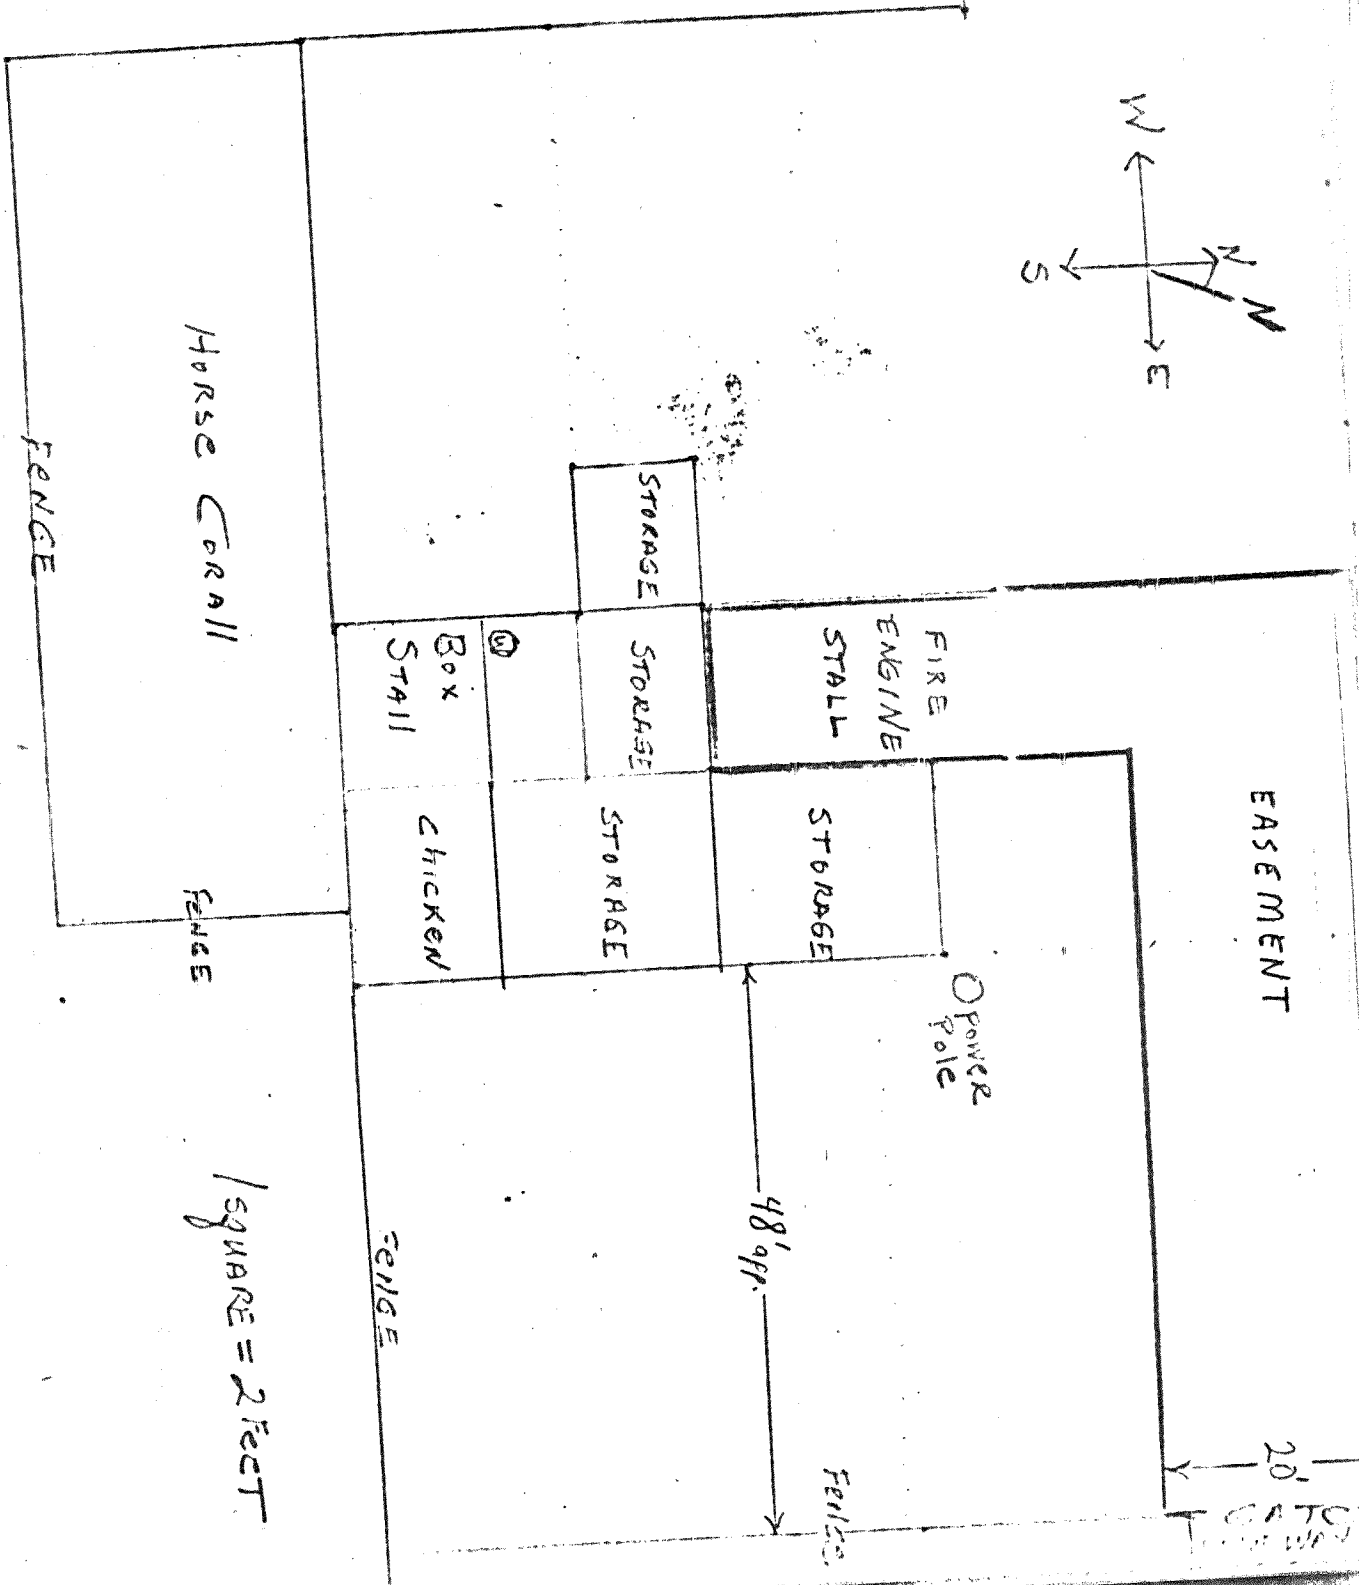 W
N
N
S
E
EASEMENT
20'
FIRE
ENGINE
STALL
STORAGE
STORAGE
STORAGE
STORAGE
W
BOX
STAll
ChicKeN
POWER
Pole
48' app.
Fence
HORSE CORAll
FENCE
FENCE
FENCE
1 SQUARE = 2 FeeT